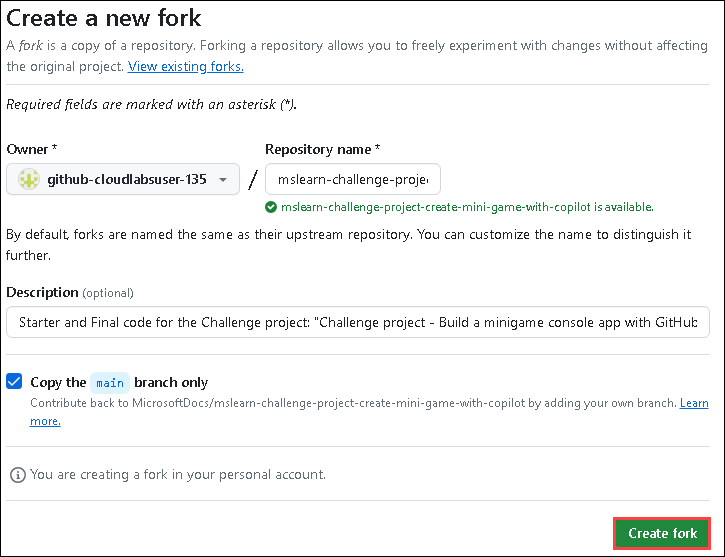 Create a new fork
A fork is a copy of a repository. Forking a repository allows you to freely experiment with changes without affecting
the original project. View existing forks.
Required fields are marked with an asterisk (*).
Owner * Repository name *
github-cloudlabsuser-135 / mslearn-challenge-proje
mslearn-challenge-project-create-mini-game-with-copilot is available.
By default, forks are named the same as their upstream repository. You can customize the name to distinguish it
further.
Description (optional)
Starter and Final code for the Challenge project: "Challenge project - Build a minigame console app with GitHub
Copy the main branch only
Contribute back to MicrosoftDocs/mslearn-challenge-project-create-mini-game-with-copilot by adding your own branch. Learn
more.
You are creating a fork in your personal account.
Create fork